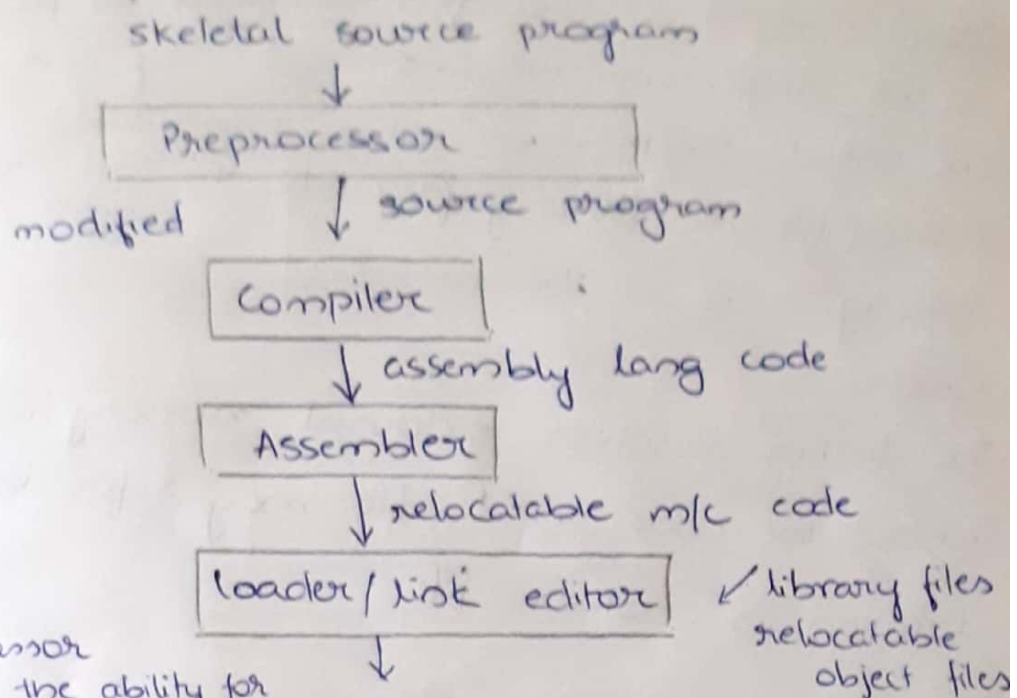 skeletal source program
Preprocessor
modified source program
Compiler
assembly lang code
Assembler
relocatable m/c code
loader/link editor
library files
relocatable
object files
the ability for